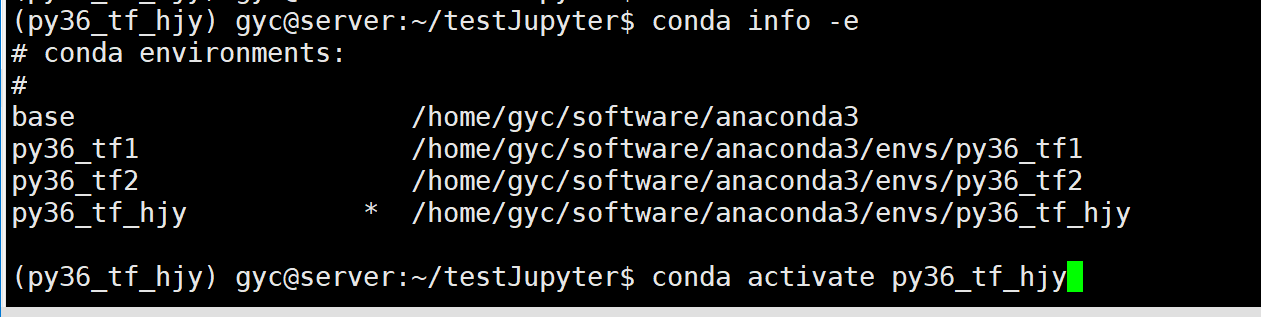 (py36_tf_hjy) gyc@server:~/testJupyter$ conda info -e
# conda environments:
#
base                     /home/gyc/software/anaconda3
py36_tf1                 /home/gyc/software/anaconda3/envs/py36_tf1
py36_tf2                 /home/gyc/software/anaconda3/envs/py36_tf2
py36_tf_hjy           *  /home/gyc/software/anaconda3/envs/py36_tf_hjy
(py36_tf_hjy) gyc@server:~/testJupyter$ conda activate py36_tf_hjy